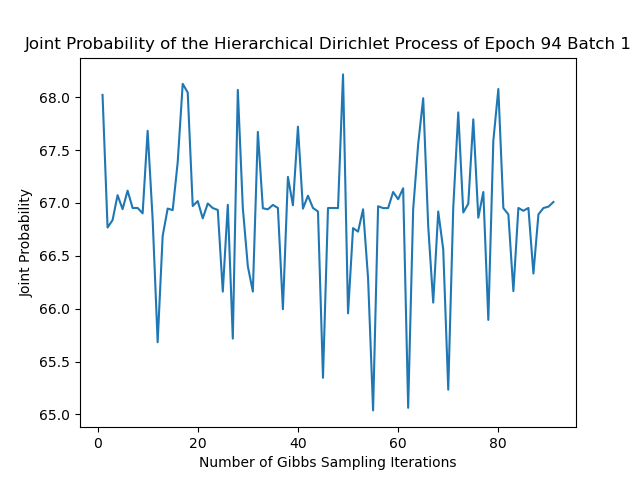 Joint Probability of the Hierarchical Dirichlet Process of Epoch 94 Batch 1
68.0
67.5
67.0
66.5
66.0
65.5
65.0
Joint Probability
0 20 40 60 80
Number of Gibbs Sampling Iterations